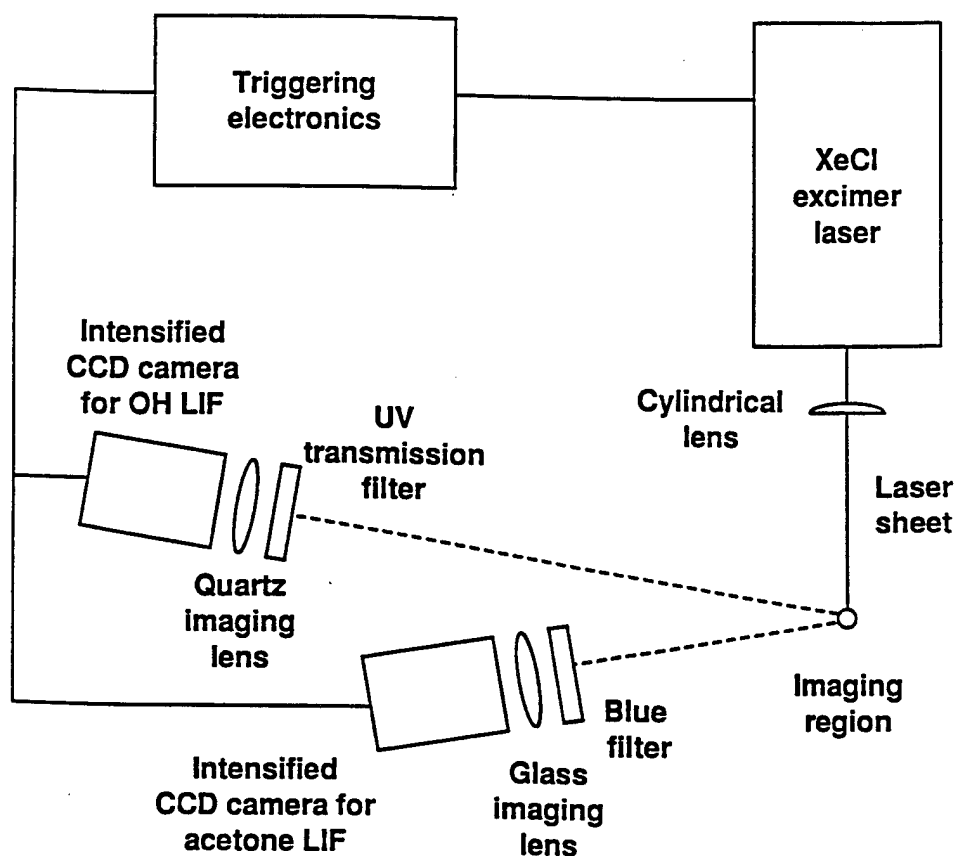 Triggering
electronics
XeCl
excimer
laser
Intensified
CCD camera
for OH LIF
UV
transmission
filter
Cylindrical
lens
Laser
sheet
Quartz
imaging
lens
Imaging
region
Blue
filter
Glass
imaging
lens
Intensified
CCD camera for
acetone LIF